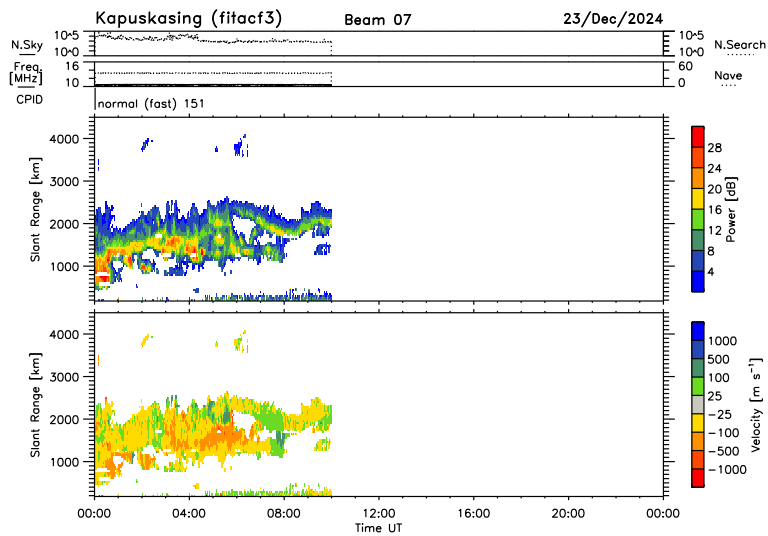 Kapuskasing (fitacf3) Beam 07 23/Dec/2024
N.Sky 10^5 10^0 10^5 10^0 N.Search
Freq. [MHz] 16 10 60 0 Nave
CPID normal (fast) 151
Slant Range [km] 4000 3000 2000 1000
Power [dB] 28 24 20 16 12 8 4
Slant Range [km] 4000 3000 2000 1000
Velocity [m s⁻¹] 1000 500 100 25 −25 −100 −500 −1000
00:00 04:00 08:00 12:00 16:00 20:00 00:00
Time UT